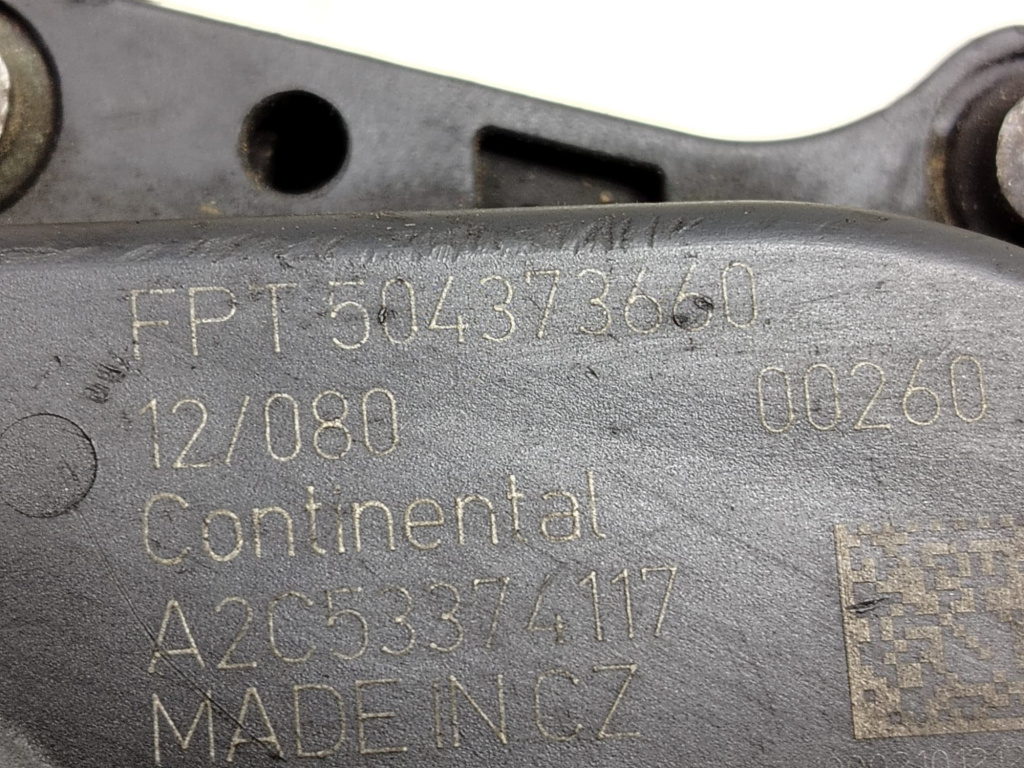 FPT 504373660
12/080
00260
Continental
A2C53374117
MADE IN CZ